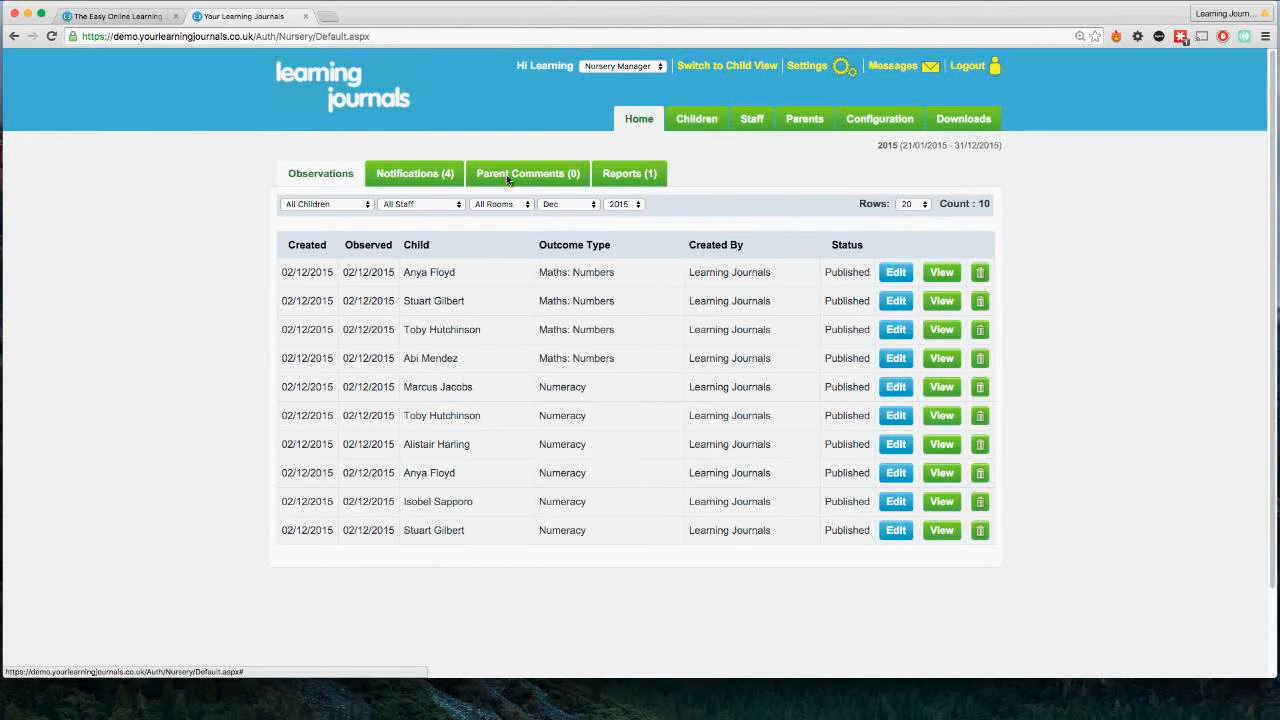 The Easy Online Learning
Your Learning Journals
Learning Journ...
https://demo.yourlearningjournals.co.uk/Auth/Nursery/Default.aspx
learning
journals
Hi Learning Nursery Manager Switch to Child View Settings Messages Logout
Home Children Staff Parents Configuration Downloads
2015 (21/01/2015 - 31/12/2015)
Observations Notifications (4) Parent Comments (0) Reports (1)
All Children All Staff All Rooms Dec 2015 Rows: 20 Count : 10
Created Observed Child Outcome Type Created By Status
02/12/2015 02/12/2015 Anya Floyd Maths: Numbers Learning Journals Published Edit View
02/12/2015 02/12/2015 Stuart Gilbert Maths: Numbers Learning Journals Published Edit View
02/12/2015 02/12/2015 Toby Hutchinson Maths: Numbers Learning Journals Published Edit View
02/12/2015 02/12/2015 Abi Mendez Maths: Numbers Learning Journals Published Edit View
02/12/2015 02/12/2015 Marcus Jacobs Numeracy Learning Journals Published Edit View
02/12/2015 02/12/2015 Toby Hutchinson Numeracy Learning Journals Published Edit View
02/12/2015 02/12/2015 Alistair Harling Numeracy Learning Journals Published Edit View
02/12/2015 02/12/2015 Anya Floyd Numeracy Learning Journals Published Edit View
02/12/2015 02/12/2015 Isobel Sapporo Numeracy Learning Journals Published Edit View
02/12/2015 02/12/2015 Stuart Gilbert Numeracy Learning Journals Published Edit View
https://demo.yourlearningjournals.co.uk/Auth/Nursery/Default.aspx#